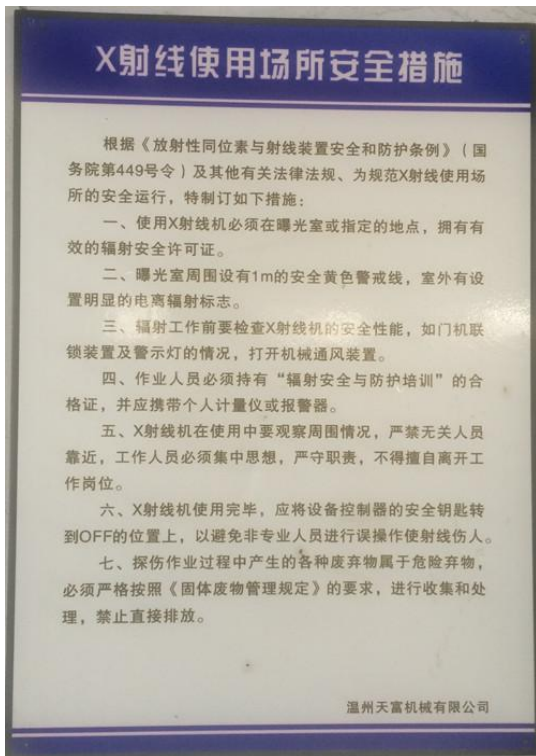 X射线使用场所安全措施
根据《放射性同位素与射线装置安全和防护条例》（国
务院第449号令）及其他有关法律法规、为规范X射线使用场
所的安全运行，特制订如下措施：
一、使用X射线机必须在曝光室或指定的地点，拥有有
效的辐射安全许可证。
二、曝光室周围设有1m的安全黄色警戒线，室外有设
置明显的电离辐射标志。
三、辐射工作前要检查X射线机的安全性能，如门机联
锁装置及警示灯的情况，打开机械通风装置。
四、作业人员必须持有“辐射安全与防护培训”的合
格证，并应携带个人计量仪或报警器。
五、X射线机在使用中要观察周围情况，严禁无关人员
靠近，工作人员必须集中思想，严守职责，不得擅自离开工
作岗位。
六、X射线机使用完毕，应将设备控制器的安全钥匙转
到OFF的位置上，以避免非专业人员进行误操作使射线伤人。
七、探伤作业过程中产生的各种废弃物属于危险弃物，
必须严格按照《固体废物管理规定》的要求，进行收集和处
理，禁止直接排放。
温州天富机械有限公司